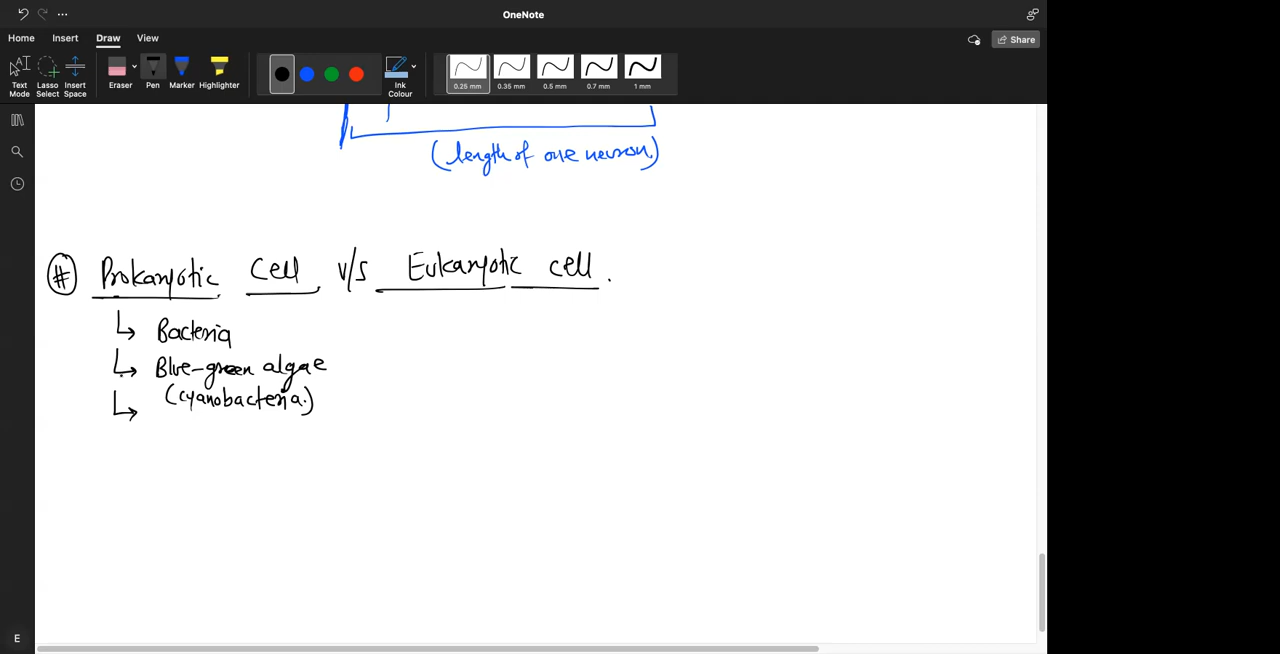 OneNote
Home Insert Draw View
Share
Text Mode
Lasso Select
Insert Space
Eraser
Pen
Marker
Highlighter
Ink Colour
0.25 mm
0.35 mm
0.5 mm
0.7 mm
1 mm
(length of one neuron)
# Prokaryotic Cell v/s Eukaryotic cell.
Bacteria
Blue-green algae
(cyanobacteria.)
E